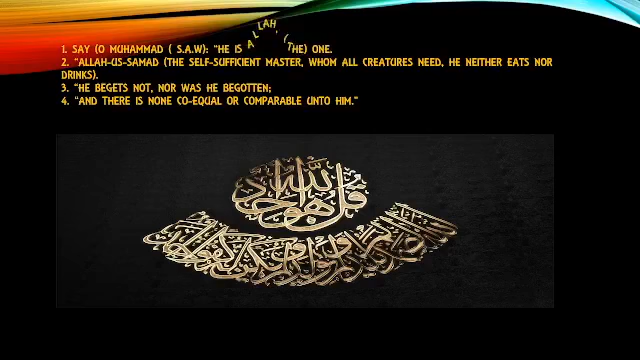 1. SAY (O MUHAMMAD ( S.A.W): "HE IS ALLAH, (THE) ONE.
2. "ALLAH-US-SAMAD (THE SELF-SUFFICIENT MASTER, WHOM ALL CREATURES NEED, HE NEITHER EATS NOR
DRINKS).
3. "HE BEGETS NOT, NOR WAS HE BEGOTTEN;
4. "AND THERE IS NONE CO-EQUAL OR COMPARABLE UNTO HIM."
قل هو الله أحد